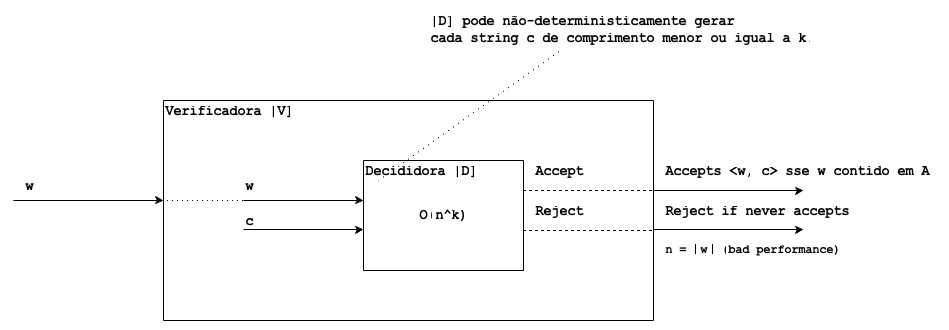 |D] pode não-deterministicamente gerar
cada string c de comprimento menor ou igual a k.
Verificadora |V]
w
w
c
Decididora |D]
O(n^k)
Accept
Reject
Accepts <w, c> sse w contido em A
Reject if never accepts
n = |w| (bad performance)